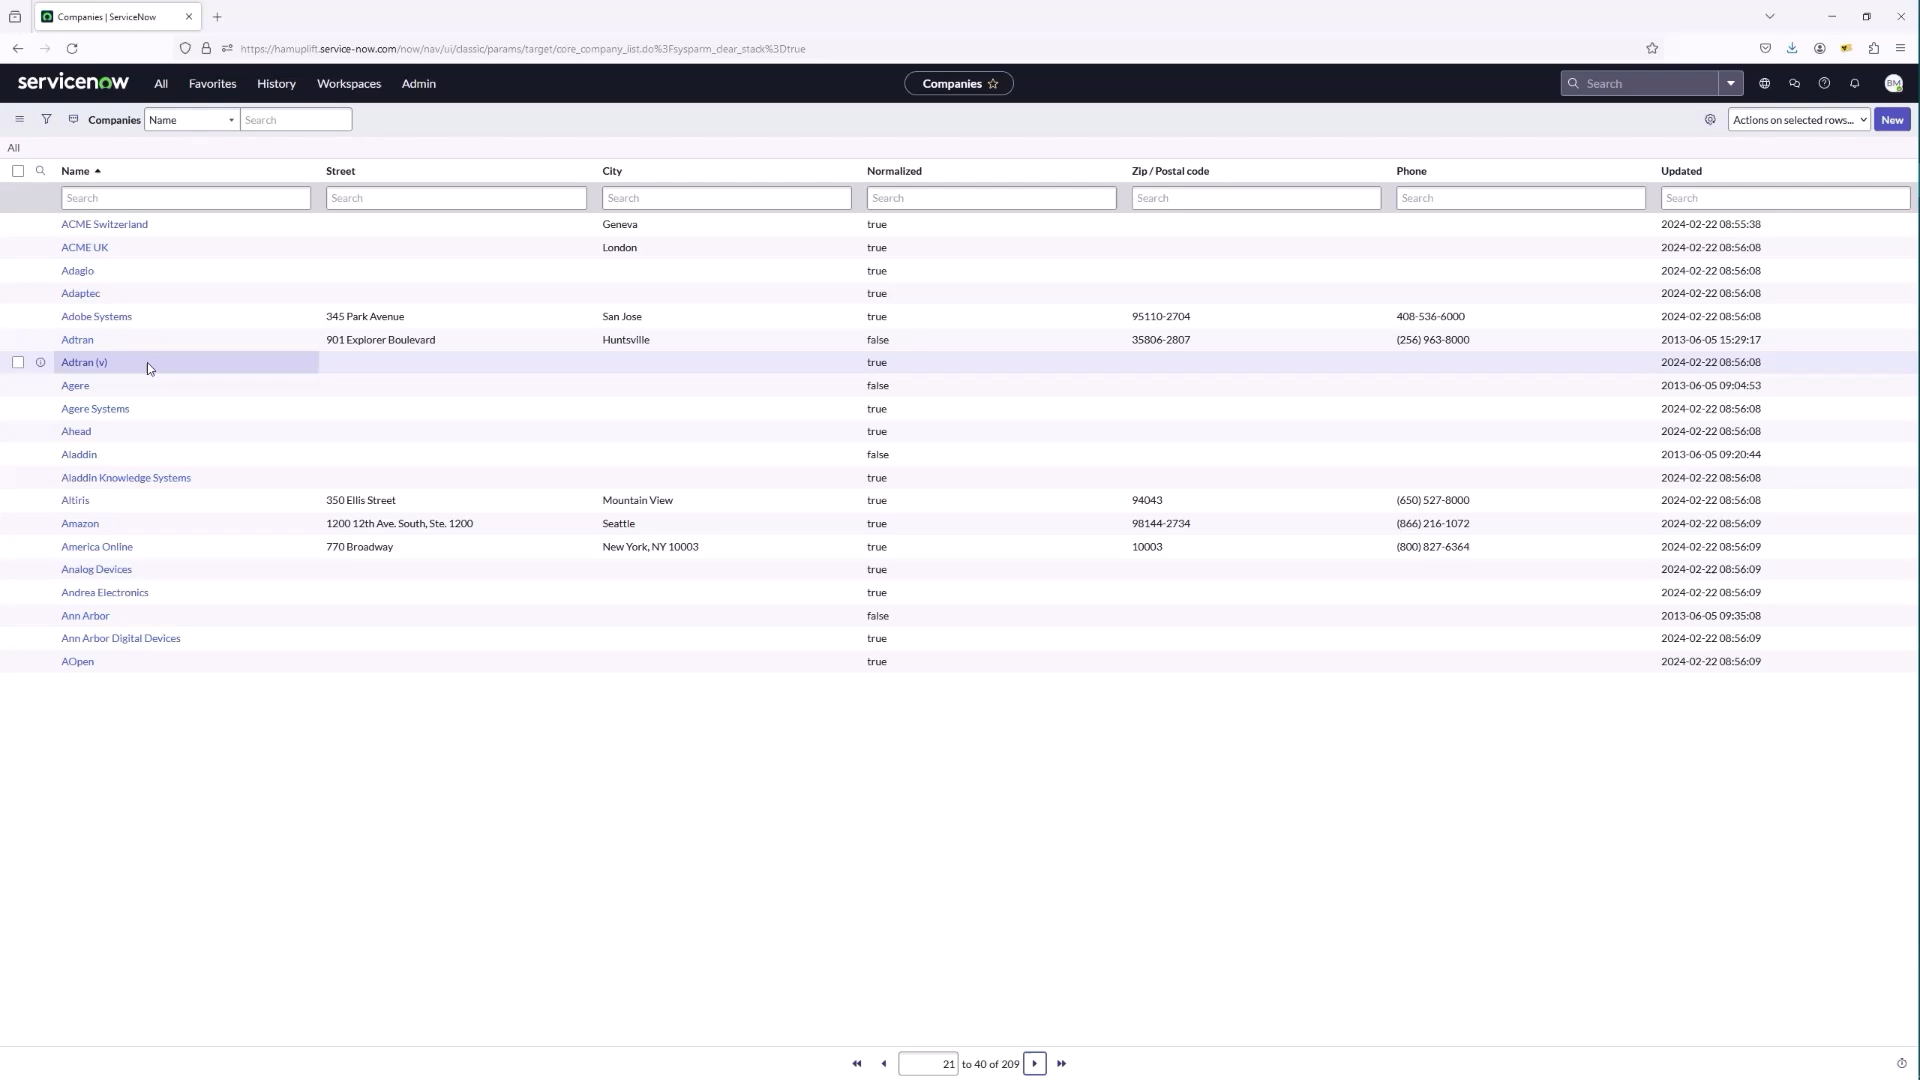 Companies | ServiceNow
https://hamuplift.service-now.com/now/nav/ui/classic/params/target/core_company_list.do%3Fsysparm_clear_stack%3Dtrue
servicenow All Favorites History Workspaces Admin Companies Search BM
Companies Name Search Actions on selected rows... New
All
Name Street City Normalized Zip / Postal code Phone Updated
Search Search Search Search Search Search Search
ACME Switzerland Geneva true 2024-02-22 08:55:38
ACME UK London true 2024-02-22 08:56:08
Adagio true 2024-02-22 08:56:08
Adaptec true 2024-02-22 08:56:08
Adobe Systems 345 Park Avenue San Jose true 95110-2704 408-536-6000 2024-02-22 08:56:08
Adtran 901 Explorer Boulevard Huntsville false 35806-2807 (256) 963-8000 2013-06-05 15:29:17
Adtran (v) true 2024-02-22 08:56:08
Agere false 2013-06-05 09:04:53
Agere Systems true 2024-02-22 08:56:08
Ahead true 2024-02-22 08:56:08
Aladdin false 2013-06-05 09:20:44
Aladdin Knowledge Systems true 2024-02-22 08:56:08
Altiris 350 Ellis Street Mountain View true 94043 (650) 527-8000 2024-02-22 08:56:08
Amazon 1200 12th Ave. South, Ste. 1200 Seattle true 98144-2734 (866) 216-1072 2024-02-22 08:56:09
America Online 770 Broadway New York, NY 10003 true 10003 (800) 827-6364 2024-02-22 08:56:09
Analog Devices true 2024-02-22 08:56:09
Andrea Electronics true 2024-02-22 08:56:09
Ann Arbor false 2013-06-05 09:35:08
Ann Arbor Digital Devices true 2024-02-22 08:56:09
AOpen true 2024-02-22 08:56:09
21 to 40 of 209